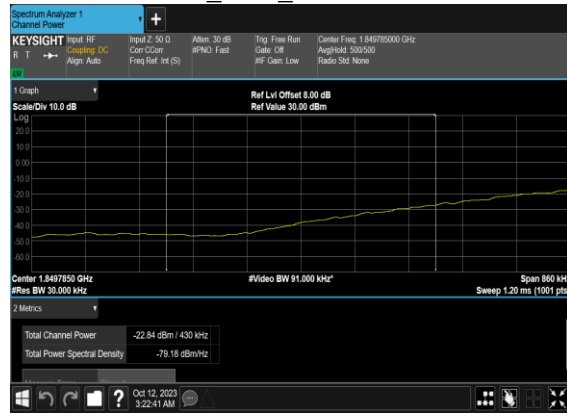 Spectrum Analyzer 1
Channel Power
+
KEYSIGHT
R T
LW
Input: RF
Coupling: DC
Align: Auto
Input Z: 50 Ω
Corr CCorr
Freq Ref: Int (S)
Atten: 30 dB
#PNO: Fast
Trig: Free Run
Gate: Off
#IF Gain: Low
Center Freq: 1.849785000 GHz
Avg|Hold: 500/500
Radio Std: None
1 Graph
Scale/Div 10.0 dB
Ref Lvl Offset 8.00 dB
Ref Value 30.00 dBm
Log
20.0
10.0
0.00
-10.0
-20.0
-30.0
-40.0
-50.0
-60.0
Center 1.8497850 GHz
#Res BW 30.000 kHz
#Video BW 91.000 kHz*
Span 860 kH
Sweep 1.20 ms (1001 pts
2 Metrics
Total Channel Power -22.84 dBm / 430 kHz
Total Power Spectral Density -79.18 dBm/Hz
?
Oct 12, 2023
3:22:41 AM